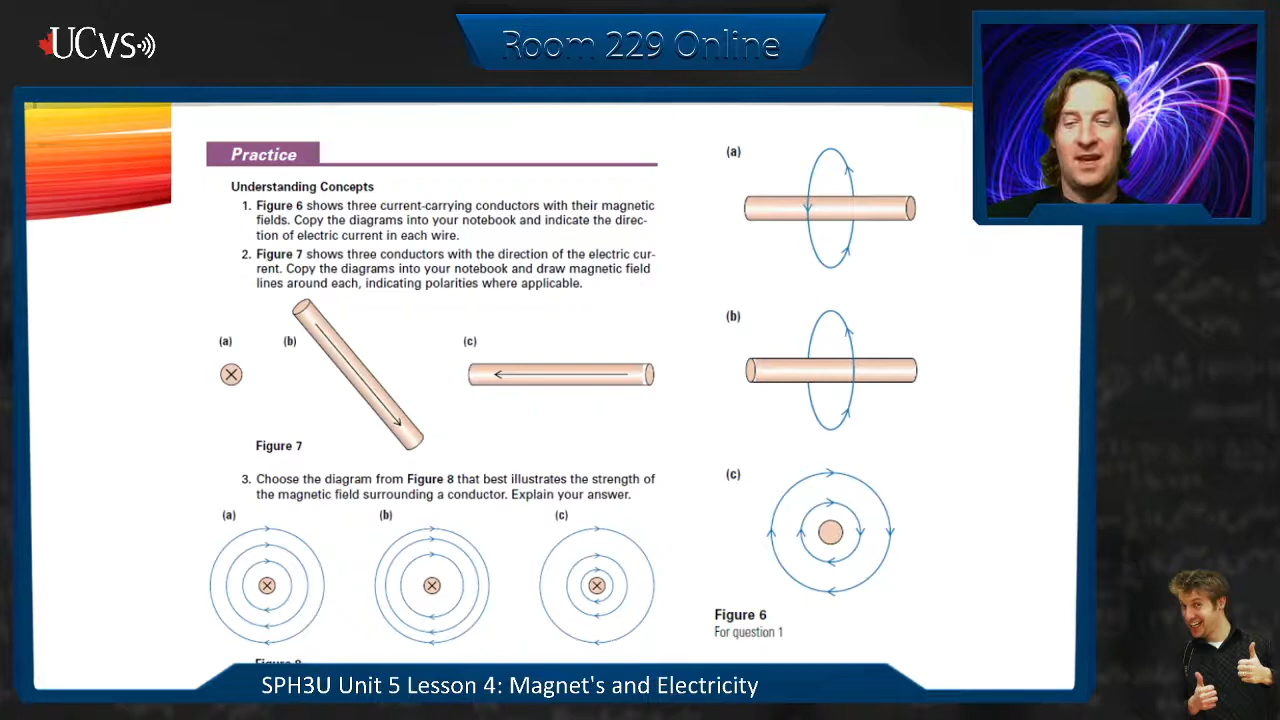 UCvs
Room 229 Online
Practice
Understanding Concepts
1. Figure 6 shows three current-carrying conductors with their magnetic
fields. Copy the diagrams into your notebook and indicate the direc-
tion of electric current in each wire.
2. Figure 7 shows three conductors with the direction of the electric cur-
rent. Copy the diagrams into your notebook and draw magnetic field
lines around each, indicating polarities where applicable.
(a)
(b)
(c)
Figure 7
3. Choose the diagram from Figure 8 that best illustrates the strength of
the magnetic field surrounding a conductor. Explain your answer.
(a)
(b)
(c)
Figure 8
(a)
(b)
(c)
Figure 6
For question 1
SPH3U Unit 5 Lesson 4: Magnet's and Electricity